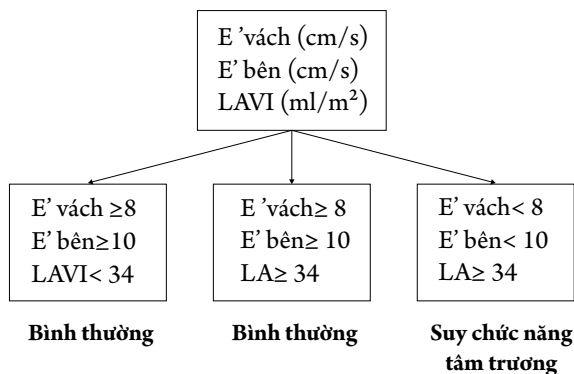 E 'vách (cm/s)
E' bên (cm/s)
LAVI (ml/m²)
E' vách ≥8
E' bên≥10
LAVI< 34
Bình thường
E 'vách≥ 8
E' bên≥ 10
LA≥ 34
Bình thường
E' vách< 8
E' bên< 10
LA≥ 34
Suy chức năng
tâm trương